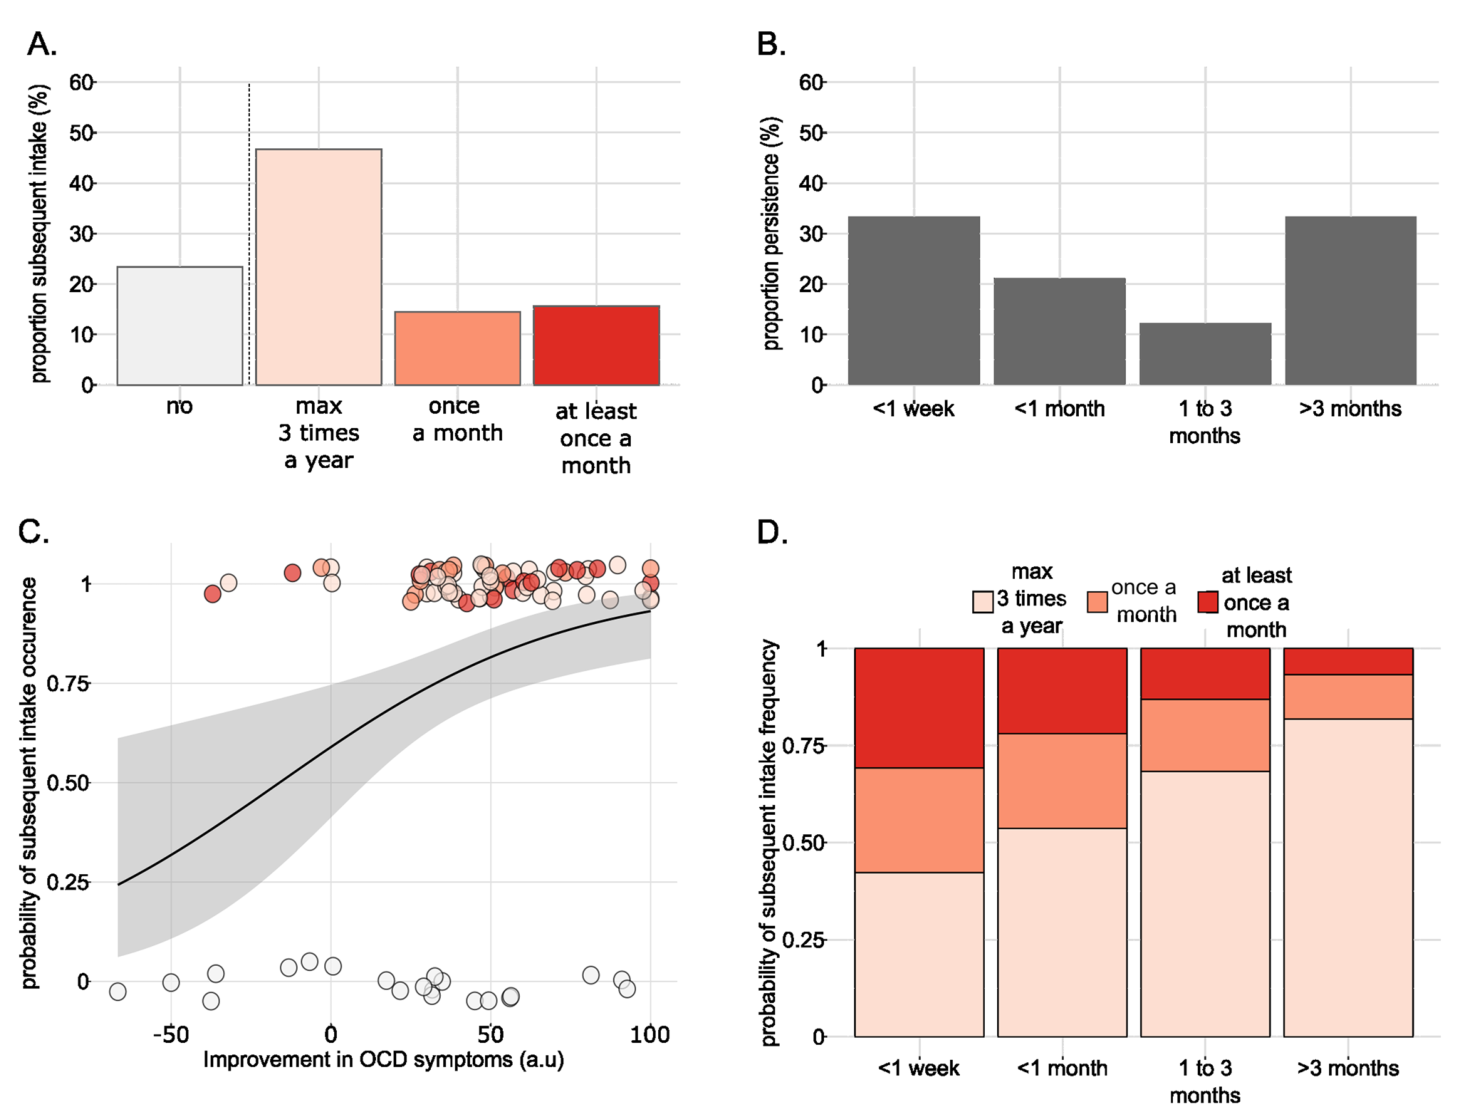 A.
proportion subsequent intake (%)
60
50
40
30
20
10
0
no
max
3 times
a year
once
a month
at least
once a
month
B.
proportion persistence (%)
60
50
40
30
20
10
0
<1 week
<1 month
1 to 3
months
>3 months
C.
probability of subsequent intake occurence
1
0.75
0.50
0.25
0
-50
0
50
100
Improvement in OCD symptoms (a.u)
D.
max
3 times
a year
once a
month
at least
once a
month
probability of subsequent intake frequency
1
0.75
0.50
0.25
0
<1 week
<1 month
1 to 3
months
>3 months